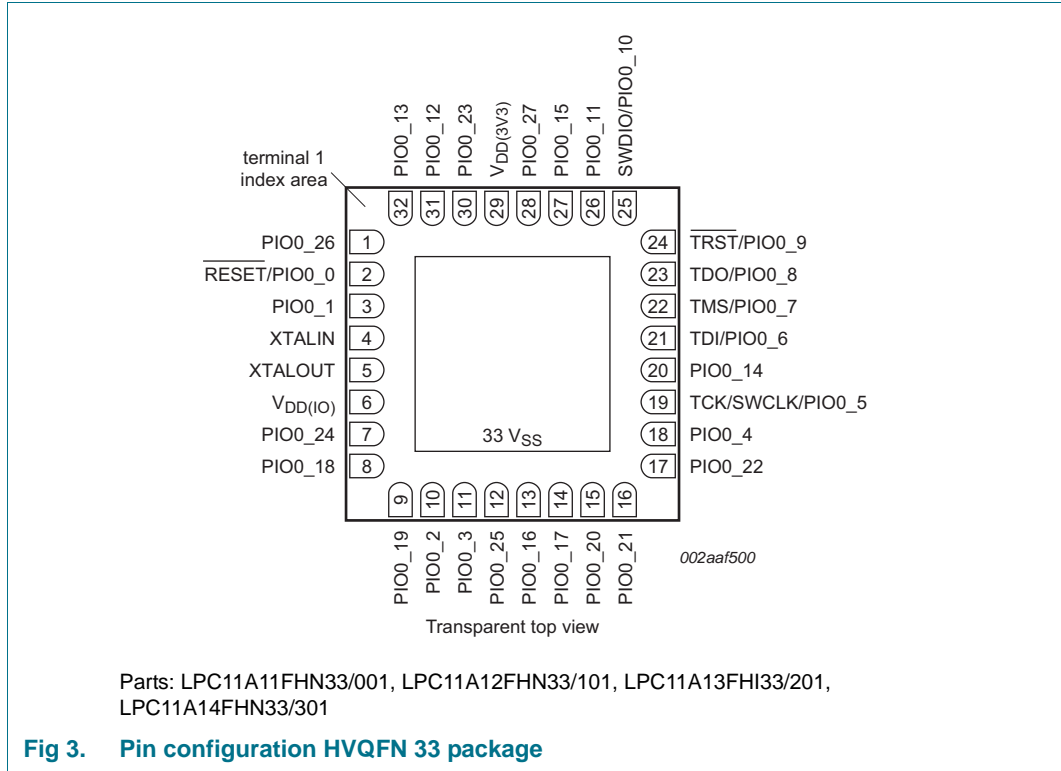 SWDIO/PIO0_10
PIO0_13
PIO0_12
PIO0_23
VDD(3V3)
PIO0_27
PIO0_15
PIO0_11
terminal 1
index area
32
31
30
29
28
27
26
25
PIO0_26 1
RESET/PIO0_0 2
PIO0_1 3
XTALIN 4
XTALOUT 5
VDD(IO) 6
PIO0_24 7
PIO0_18 8
24 TRST/PIO0_9
23 TDO/PIO0_8
22 TMS/PIO0_7
21 TDI/PIO0_6
20 PIO0_14
19 TCK/SWCLK/PIO0_5
18 PIO0_4
17 PIO0_22
33 VSS
9
10
11
12
13
14
15
16
PIO0_19
PIO0_2
PIO0_3
PIO0_25
PIO0_16
PIO0_17
PIO0_20
PIO0_21
002aaf500
Transparent top view
Parts: LPC11A11FHN33/001, LPC11A12FHN33/101, LPC11A13FHI33/201,
LPC11A14FHN33/301
Fig 3. Pin configuration HVQFN 33 package